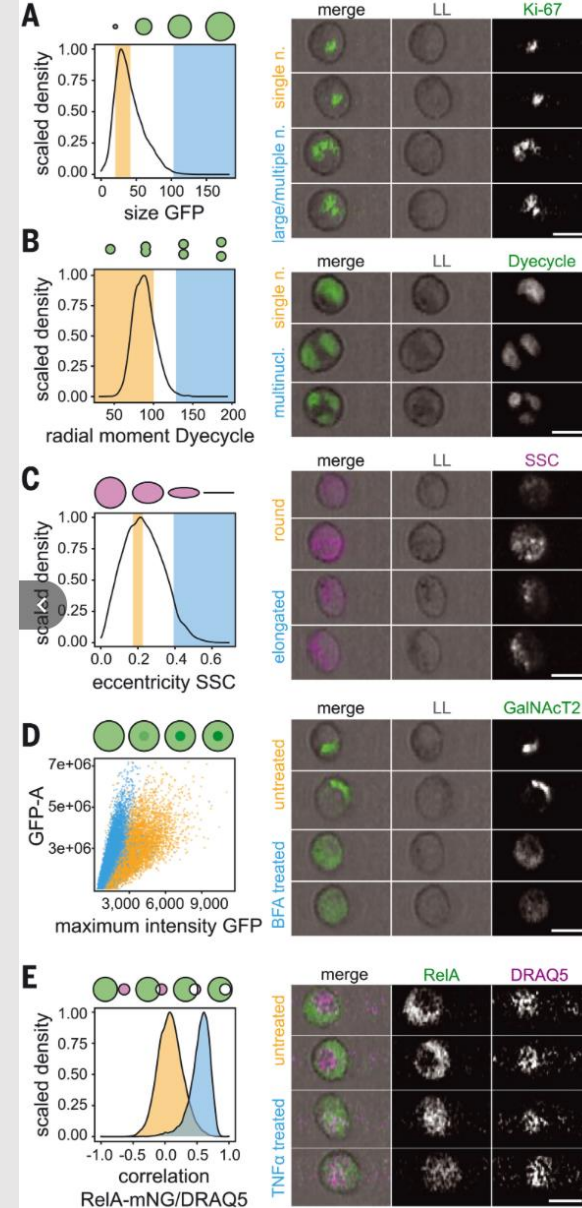 A
scaled density
1.00
0.75
0.50
0.25
0.00
0 50 100 150
size GFP
merge LL Ki-67
single n.
large/multiple n.
B
scaled density
1.00
0.75
0.50
0.25
0.00
50 100 150 200
radial moment Dyecycle
merge LL Dyecycle
single n.
multinucl.
C
scaled density
1.00
0.75
0.50
0.25
0.00
0.0 0.2 0.4 0.6
eccentricity SSC
merge LL SSC
round
elongated
D
GFP-A
7e+06
5e+06
3e+06
3,000 6,000 9,000
maximum intensity GFP
merge LL GalNAcT2
untreated
BFA treated
E
scaled density
1.00
0.75
0.50
0.25
0.00
-1.0 -0.5 0.0 0.5 1.0
correlation
RelA-mNG/DRAQ5
merge RelA DRAQ5
untreated
TNFα treated